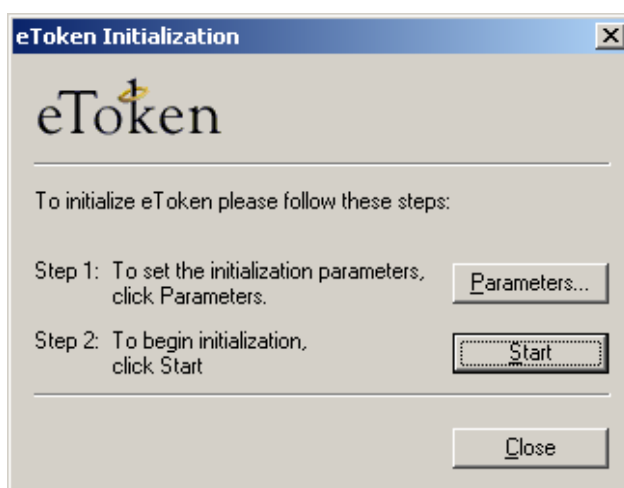 eToken Initialization
eToken
To initialize eToken please follow these steps:
Step 1: To set the initialization parameters,
click Parameters.
Parameters...
Step 2: To begin initialization,
click Start
Start
Close